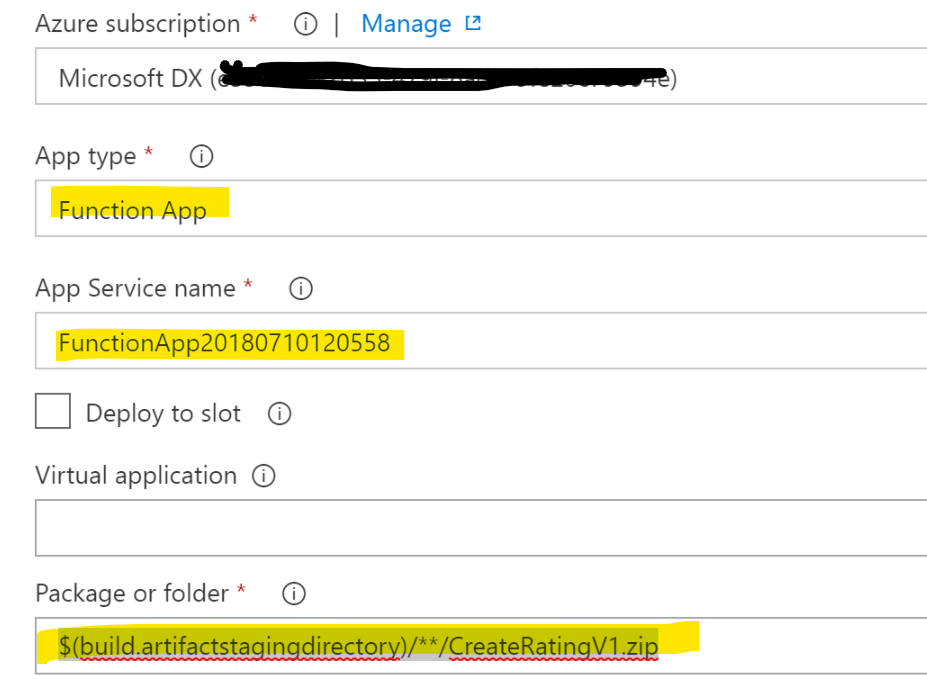 Azure subscription * | Manage
Microsoft DX (
App type *
Function App
App Service name *
FunctionApp20180710120558
Deploy to slot
Virtual application
Package or folder *
$(build.artifactstagingdirectory)/**/CreateRatingV1.zip